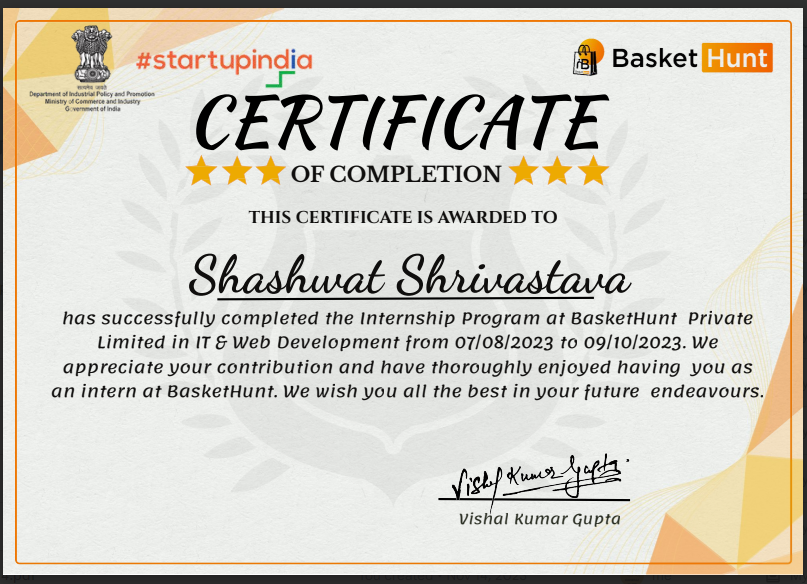 सत्यमेव जयते
Department of Industrial Policy and Promotion
Ministry of Commerce and Industry
Government of India
#startupindia
BasketHunt
CERTIFICATE
OF COMPLETION
THIS CERTIFICATE IS AWARDED TO
Shashwat Shrivastava
has successfully completed the Internship Program at BasketHunt Private
Limited in IT & Web Development from 07/08/2023 to 09/10/2023. We
appreciate your contribution and have thoroughly enjoyed having you as
an intern at BasketHunt. We wish you all the best in your future endeavours.
Vishal Kumar Gupta
Vishal Kumar Gupta